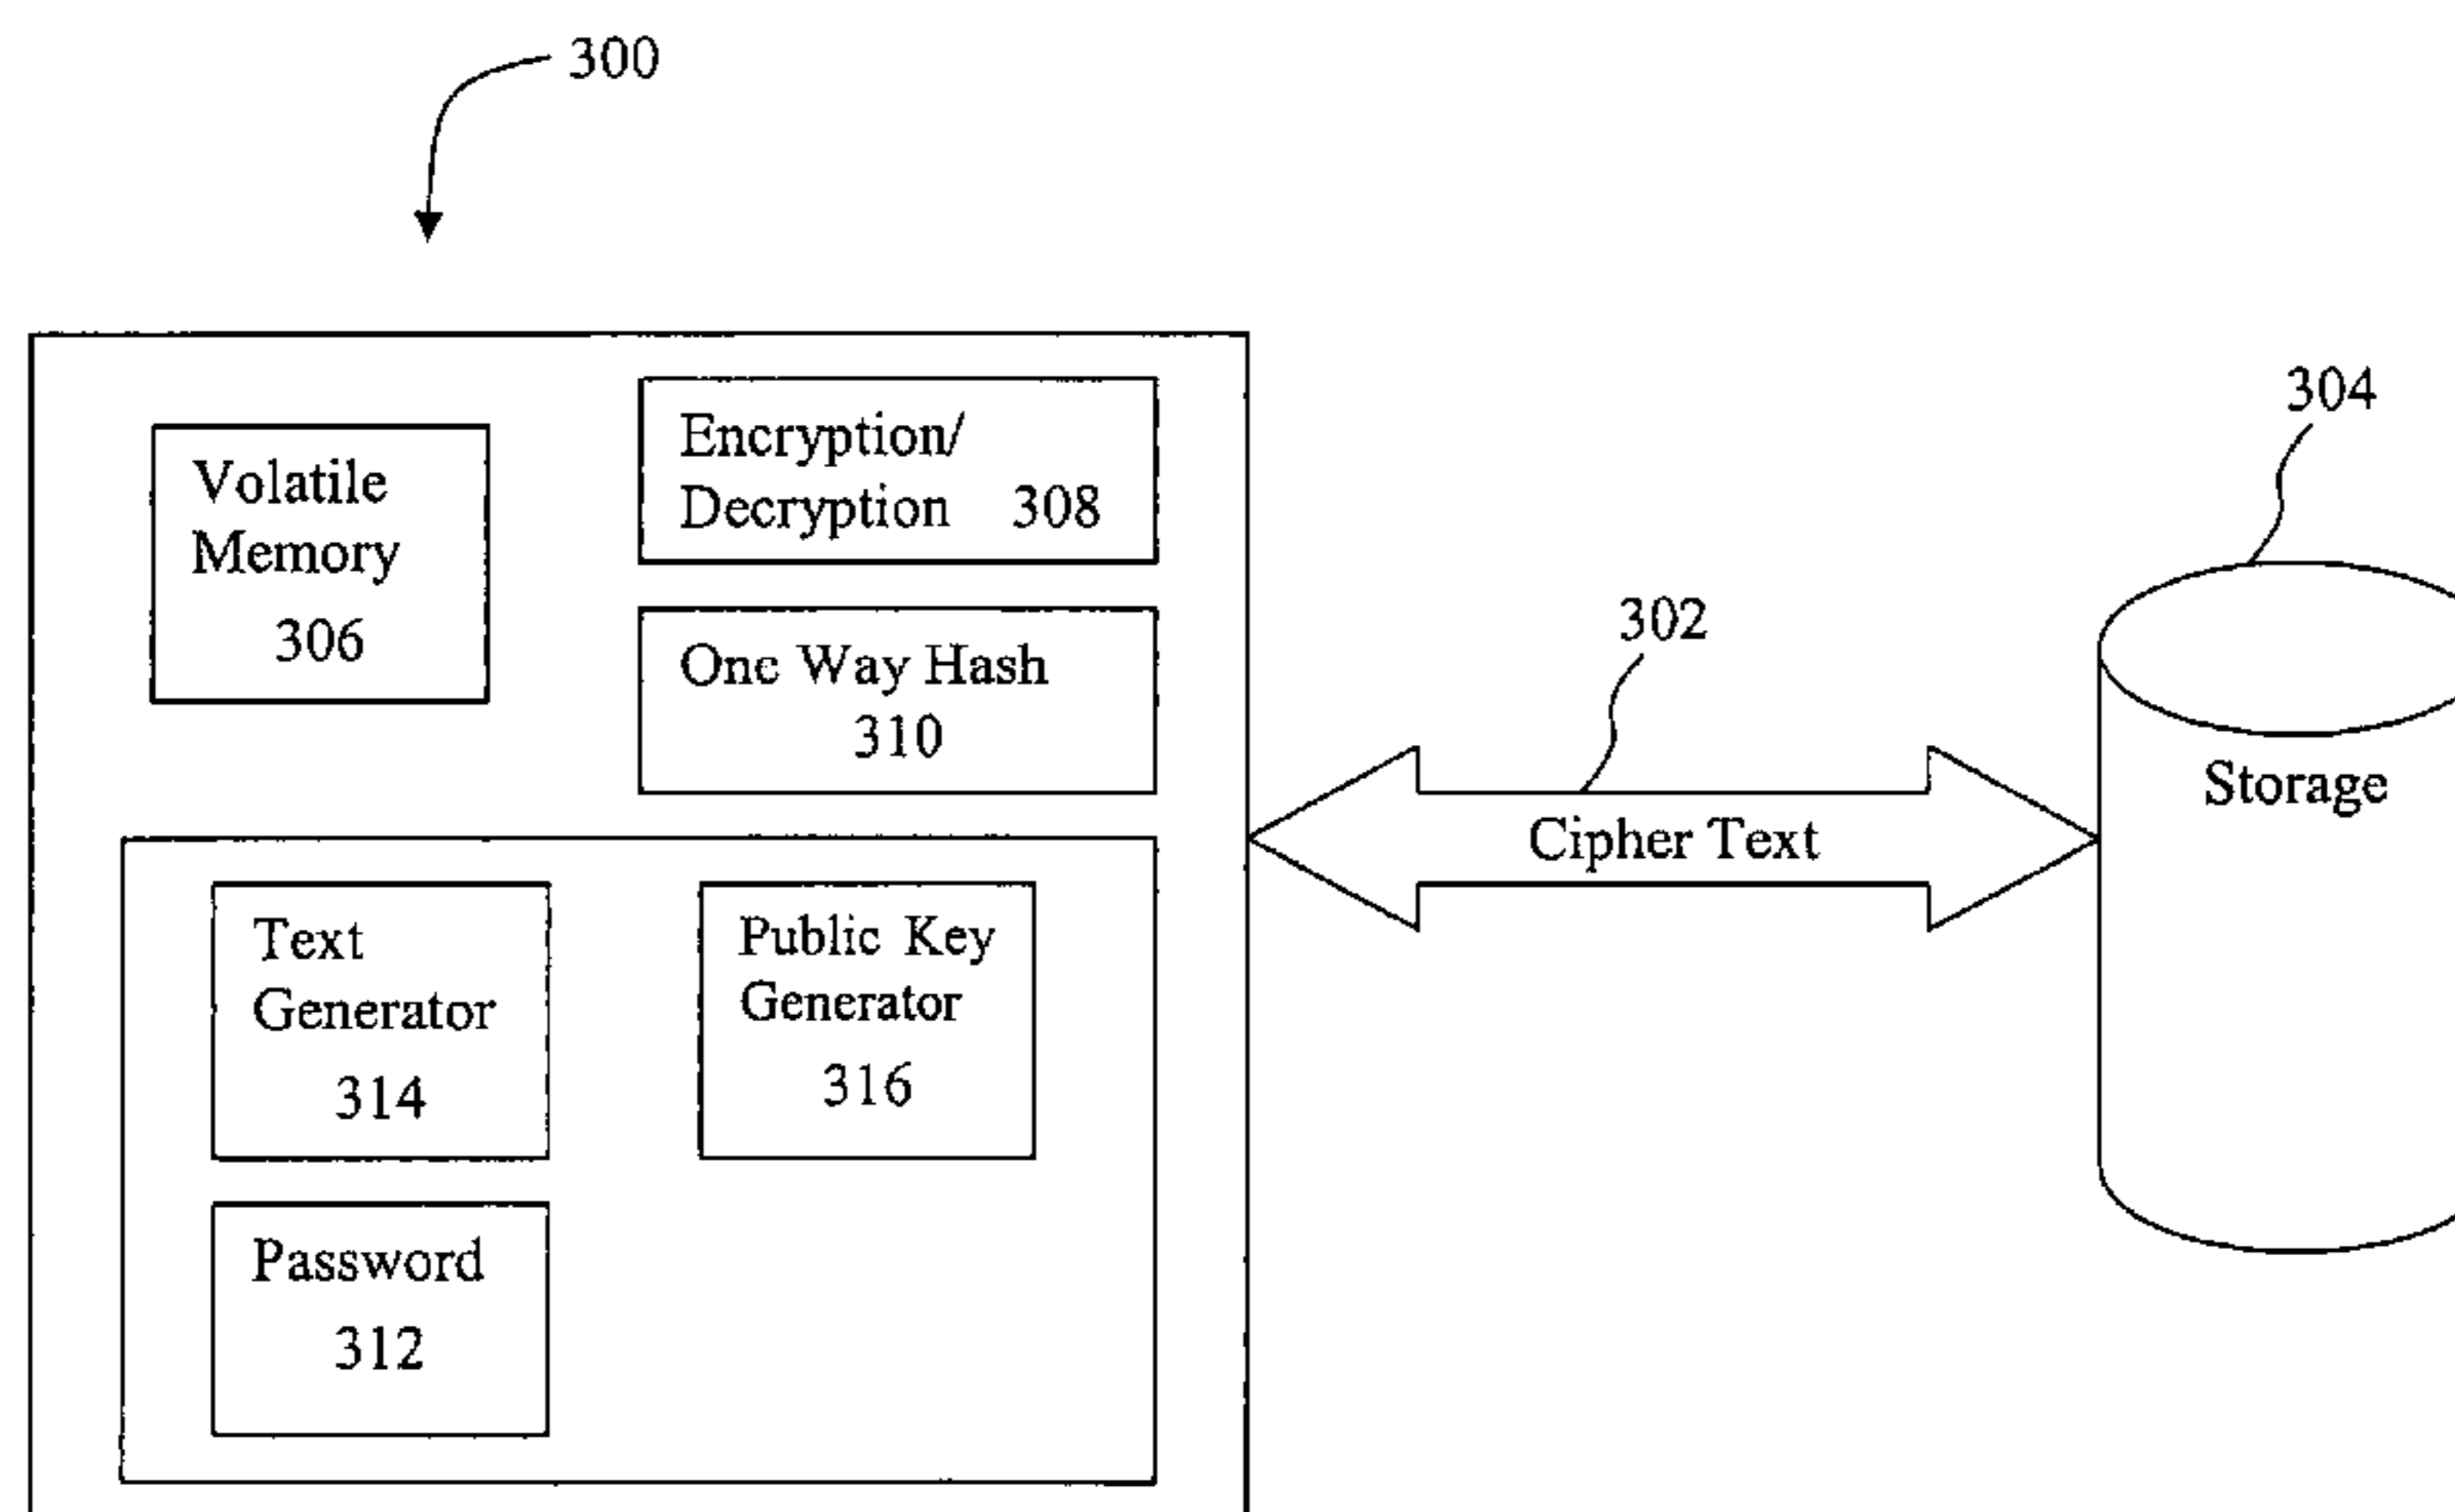 300
Volatile
Memory
306
Encryption/
Decryption 308
One Way Hash
310
304
302
Cipher Text
Storage
Text
Generator
314
Public Key
Generator
316
Password
312